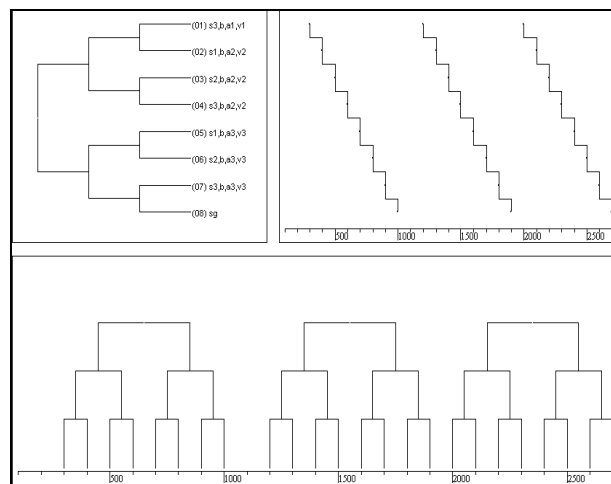 (01) s3,b,a1,v1
(02) s1,b,a2,v2
(03) s2,b,a2,v2
(04) s3,b,a2,v2
(05) s1,b,a3,v3
(06) s2,b,a3,v3
(07) s3,b,a3,v3
(08) sg
500 1000 1500 2000 2500
500 1000 1500 2000 2500